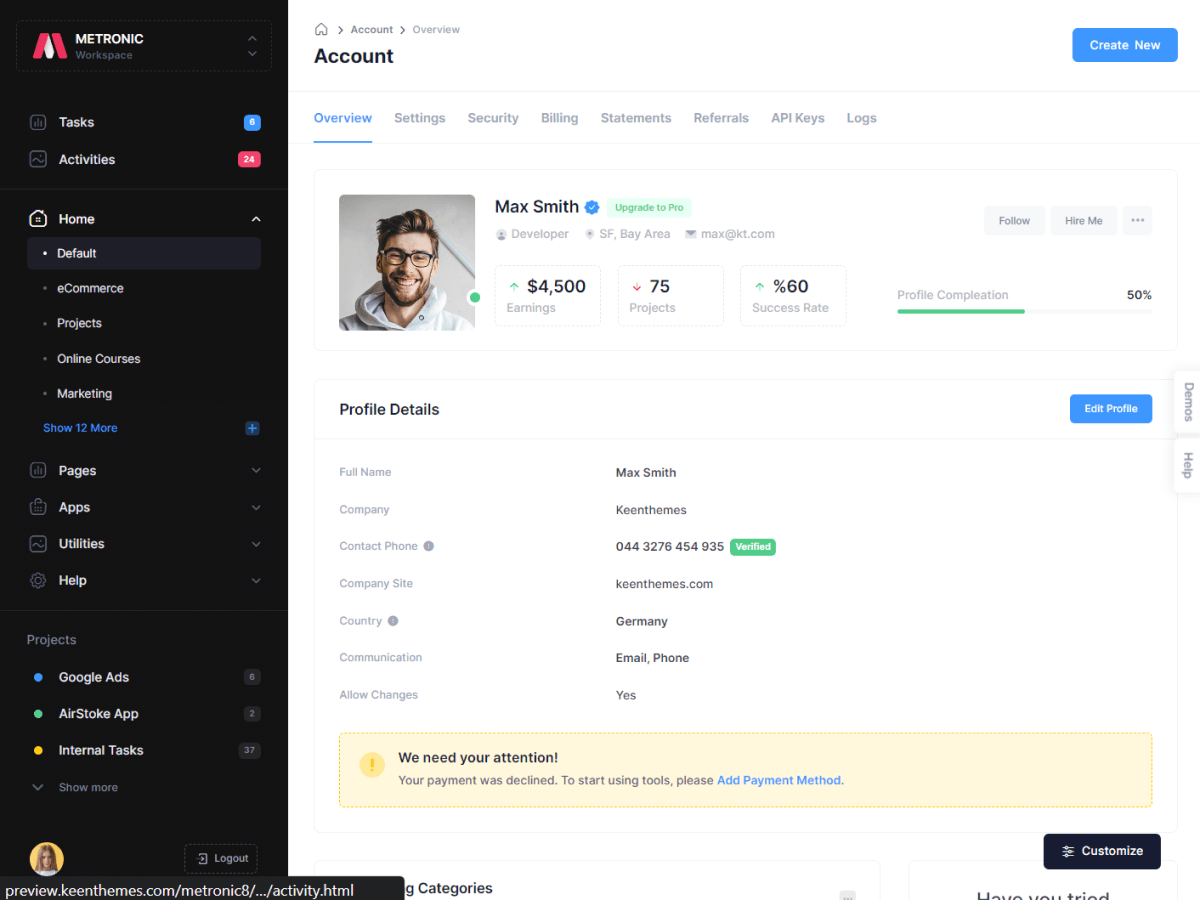 METRONIC
Workspace
Tasks 6
Activities 24
Home
Default
eCommerce
Projects
Online Courses
Marketing
Show 12 More
Pages
Apps
Utilities
Help
Projects
Google Ads 6
AirStoke App 2
Internal Tasks 37
Show more
Logout
preview.keenthemes.com/metronic8/.../activity.html
Account Overview
Account
Create New
Overview Settings Security Billing Statements Referrals API Keys Logs
Max Smith Upgrade to Pro
Developer SF, Bay Area max@kt.com
Follow Hire Me
$4,500 75 %60
Earnings Projects Success Rate
Profile Compleation 50%
Profile Details
Edit Profile
Full Name Max Smith
Company Keenthemes
Contact Phone 044 3276 454 935 Verified
Company Site keenthemes.com
Country Germany
Communication Email, Phone
Allow Changes Yes
We need your attention!
Your payment was declined. To start using tools, please Add Payment Method.
Demos
Help
Customize
g Categories
Have you tried